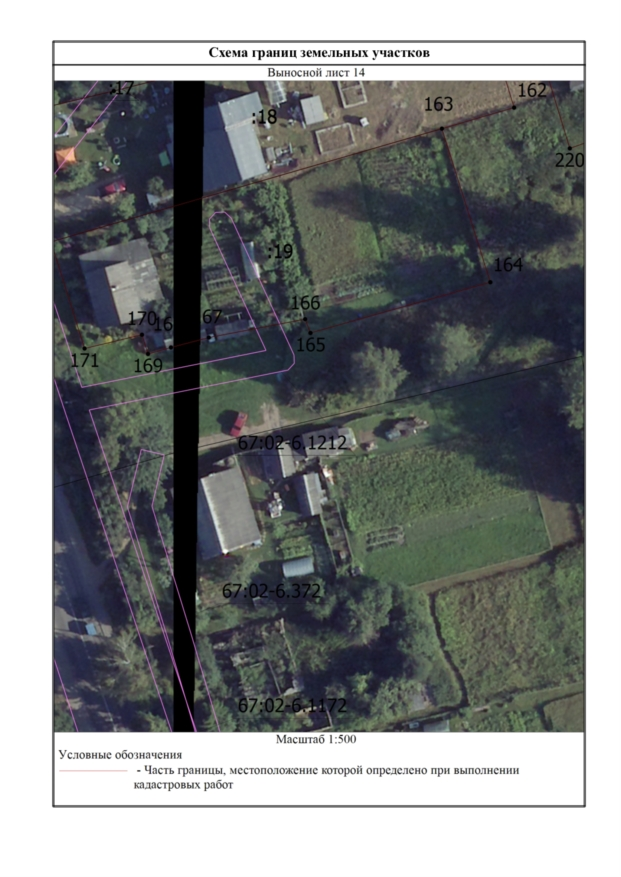 Схема границ земельных участков
Выносной лист 14
:17
:18
162
163
220
:19
164
166
170
16
67
165
171
169
67:02-6.1212
67:02-6.372
67:02-6.1172
Масштаб 1:500
Условные обозначения
- Часть границы, местоположение которой определено при выполнении
кадастровых работ